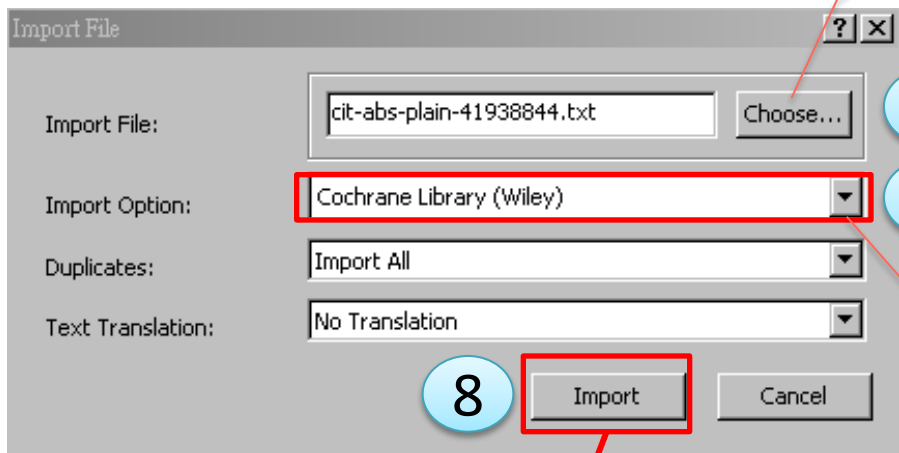 Import File
Import File:
cit-abs-plain-41938844.txt
Choose...
Import Option:
Cochrane Library (Wiley)
Duplicates:
Import All
Text Translation:
No Translation
8
Import
Cancel